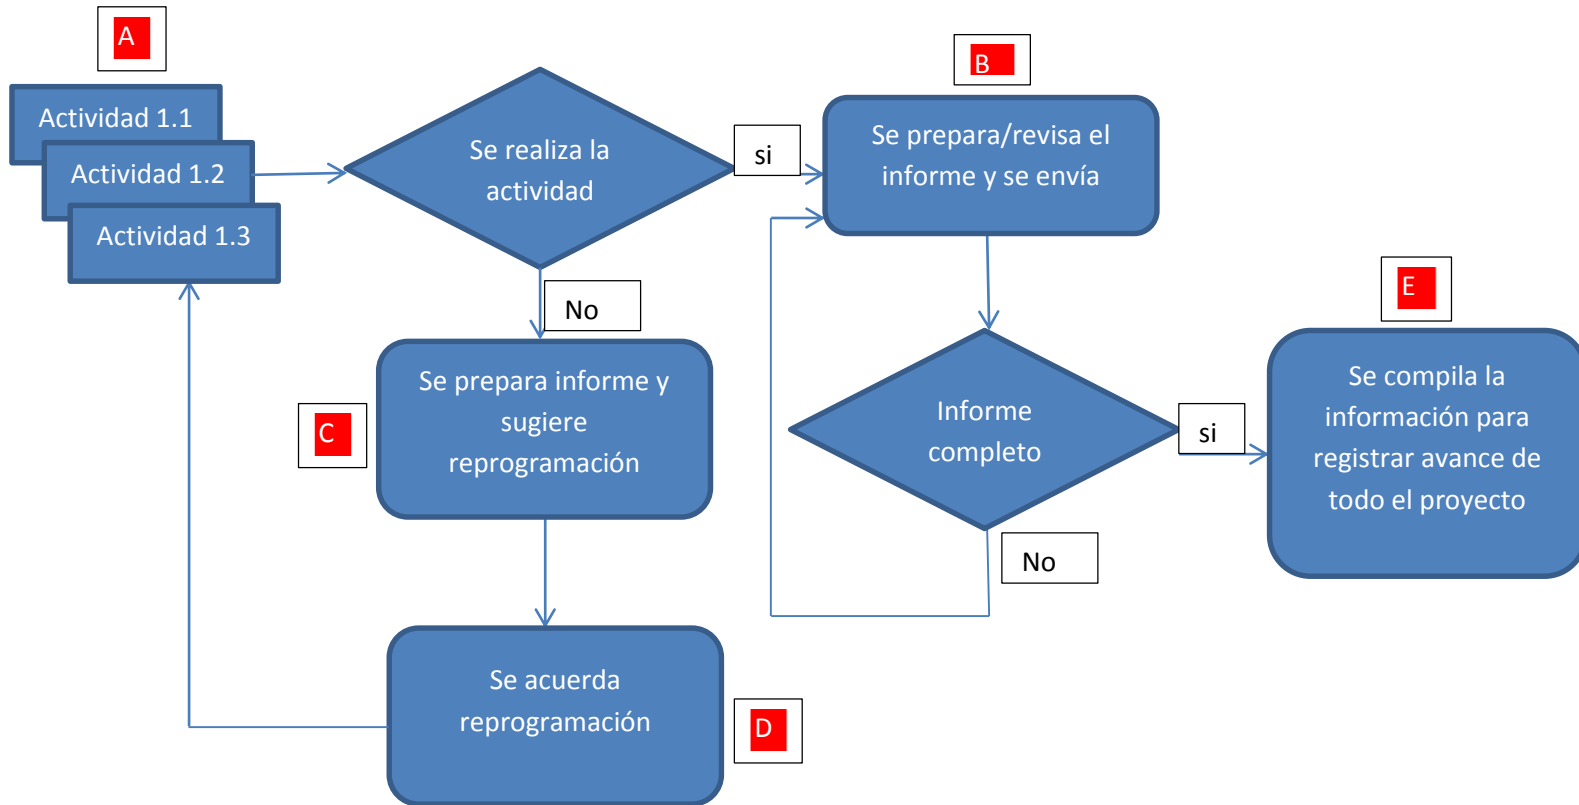 A
Actividad 1.1
Actividad 1.2
Actividad 1.3
Se realiza la
actividad
si
B
Se prepara/revisa el
informe y se envía
No
C
Se prepara informe y
sugiere
reprogramación
Informe
completo
si
E
Se compila la
información para
registrar avance de
todo el proyecto
No
Se acuerda
reprogramación
D